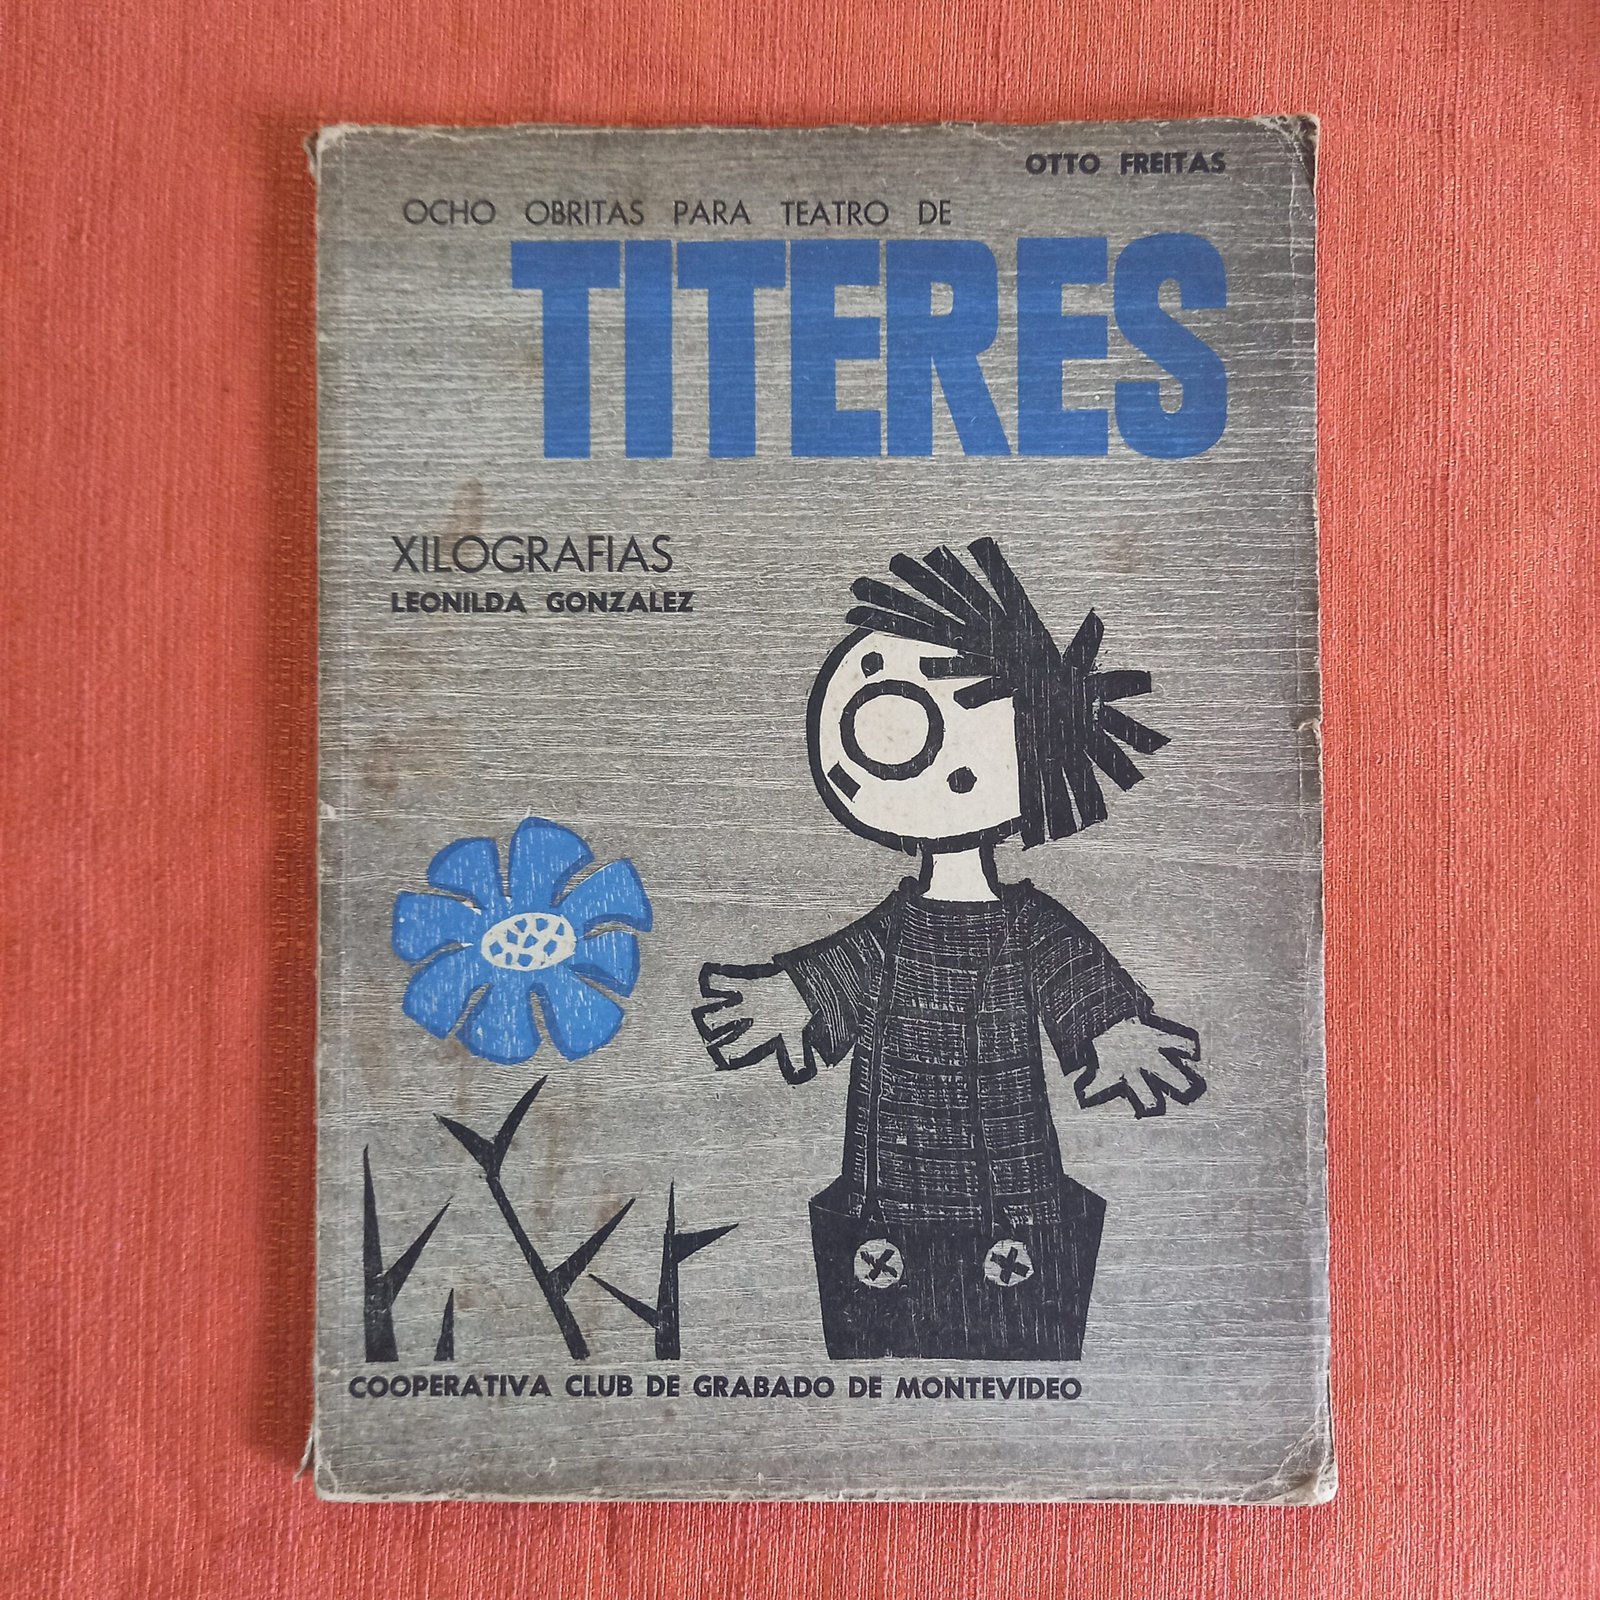 OTTO FREITAS
OCHO OBRITAS PARA TEATRO DE
TITERES
XILOGRAFIAS
LEONILDA GONZALEZ
COOPERATIVA CLUB DE GRABADO DE MONTEVIDEO